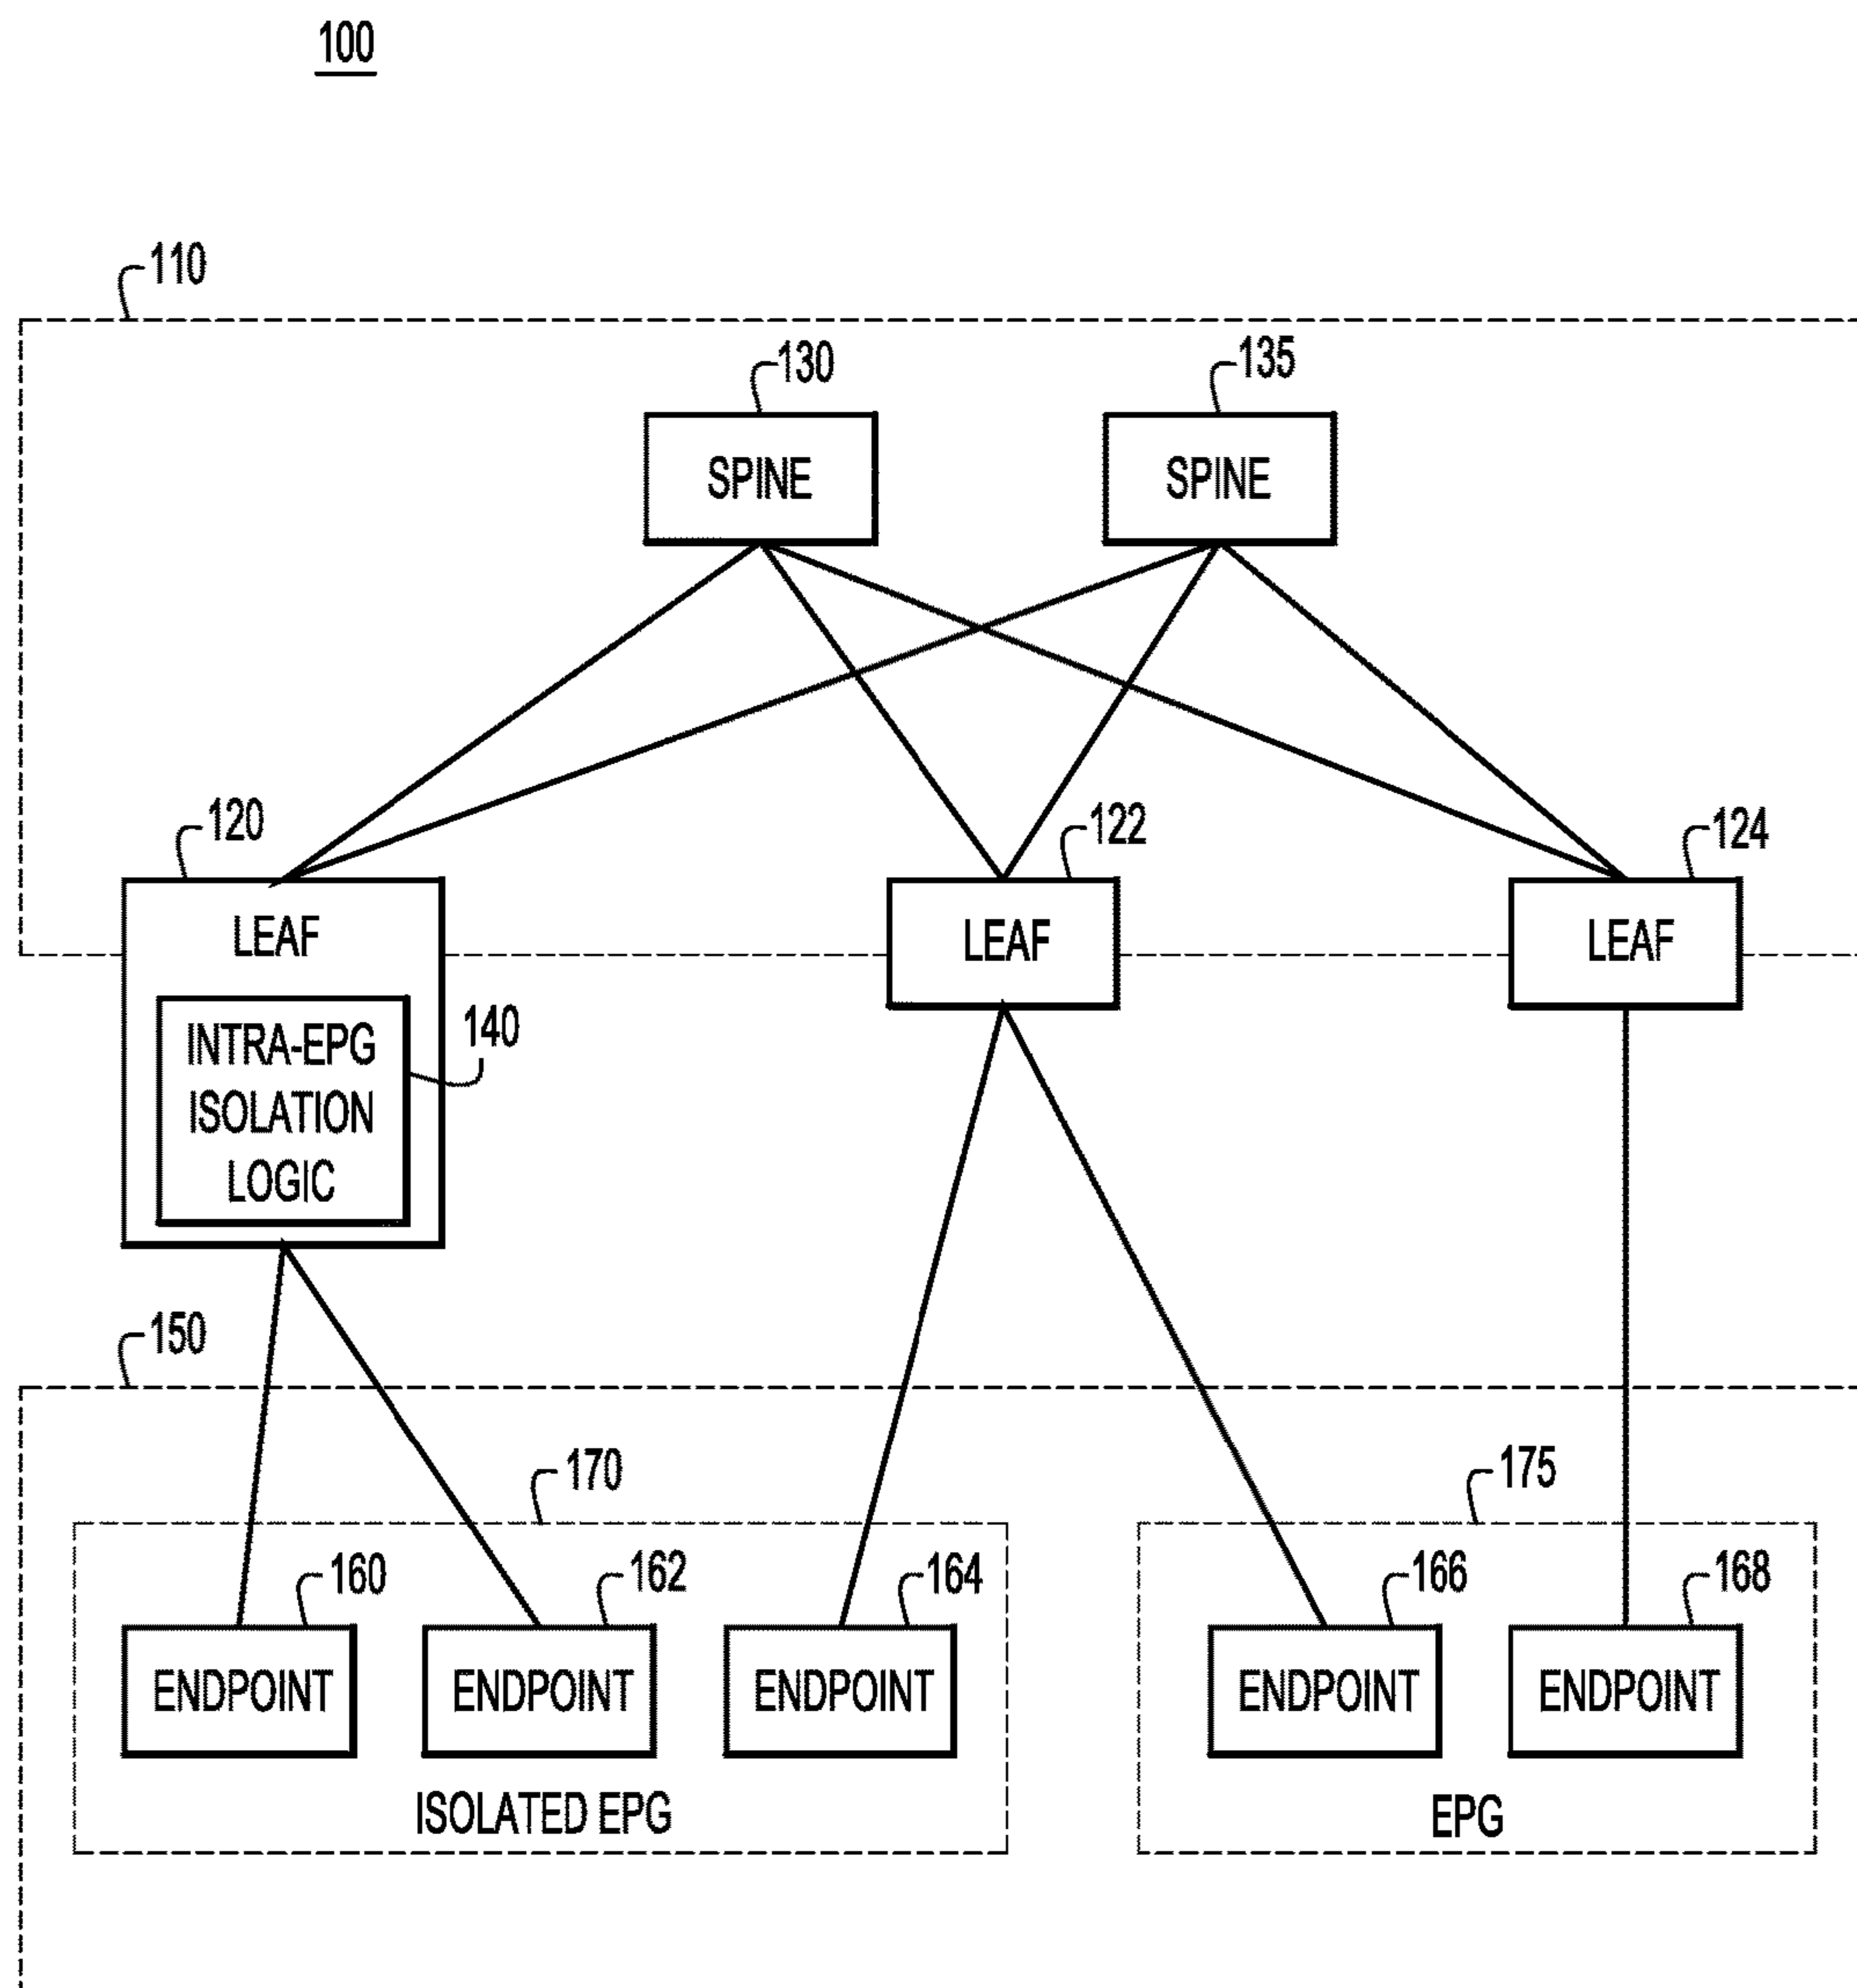 100
110
130
135
SPINE
SPINE
120
122
124
LEAF
LEAF
LEAF
140
INTRA-EPG
ISOLATION
LOGIC
150
170
175
160
162
164
166
168
ENDPOINT
ENDPOINT
ENDPOINT
ENDPOINT
ENDPOINT
ISOLATED EPG
EPG